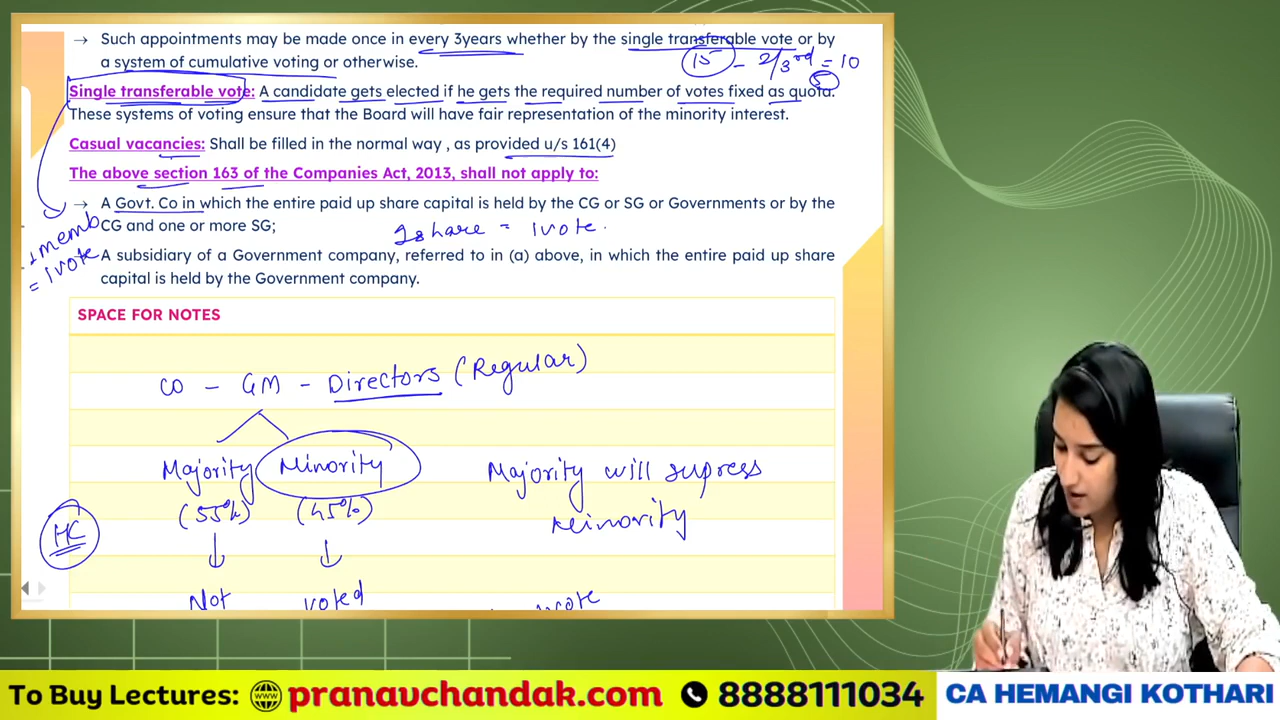 → Such appointments may be made once in every 3years whether by the single transferable vote or by
a system of cumulative voting or otherwise.
15 - 2/3rd = 10
5
Single transferable vote: A candidate gets elected if he gets the required number of votes fixed as quota.
These systems of voting ensure that the Board will have fair representation of the minority interest.
Casual vacancies: Shall be filled in the normal way , as provided u/s 161(4)
The above section 163 of the Companies Act, 2013, shall not apply to:
→ A Govt. Co in which the entire paid up share capital is held by the CG or SG or Governments or by the
CG and one or more SG;
1 memb
= 1 vote
1 share = 1 vote.
A subsidiary of a Government company, referred to in (a) above, in which the entire paid up share
capital is held by the Government company.
SPACE FOR NOTES
CO - GM - Directors (Regular)
Majority Minority
Majority will supress
(55%) (45%)
Minority
HC
Not voted
To Buy Lectures: pranavchandak.com 8888111034 CA HEMANGI KOTHARI